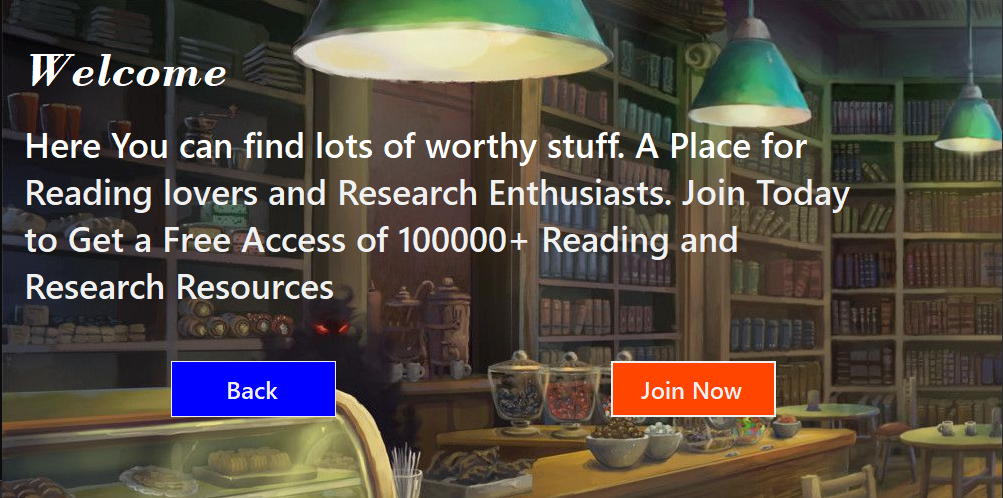 Welcome
Here You can find lots of worthy stuff. A Place for
Reading lovers and Research Enthusiasts. Join Today
to Get a Free Access of 100000+ Reading and
Research Resources
Back
Join Now